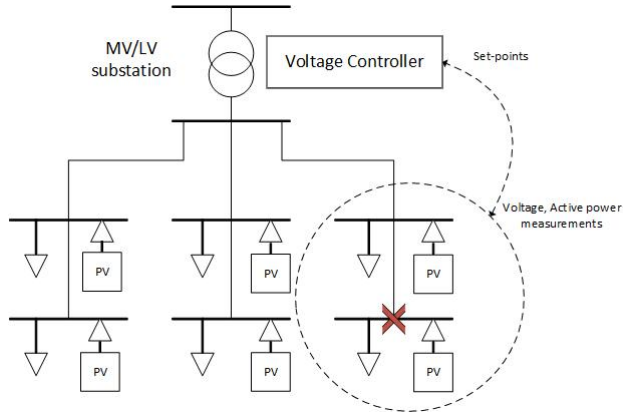 MV/LV
substation
Voltage Controller
Set-points
Voltage, Active power
measurements
PV
PV
PV
PV
PV
PV